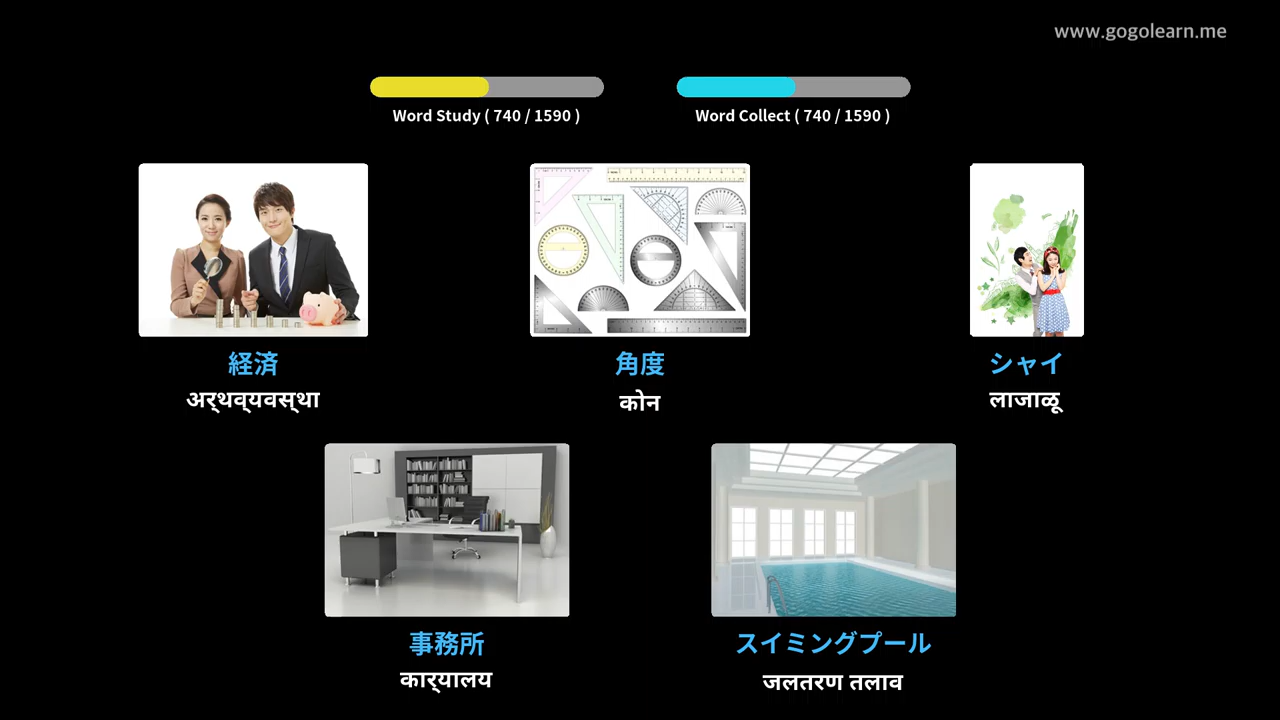 www.gogolearn.me
Word Study ( 740 / 1590 )
Word Collect ( 740 / 1590 )
経済
अर्‌थव्‌यवस्‌था
角度
कोन
シャイ
लाजाळू
事務所
कार्‌यालय
スイミングプール
जलतरण तलाव